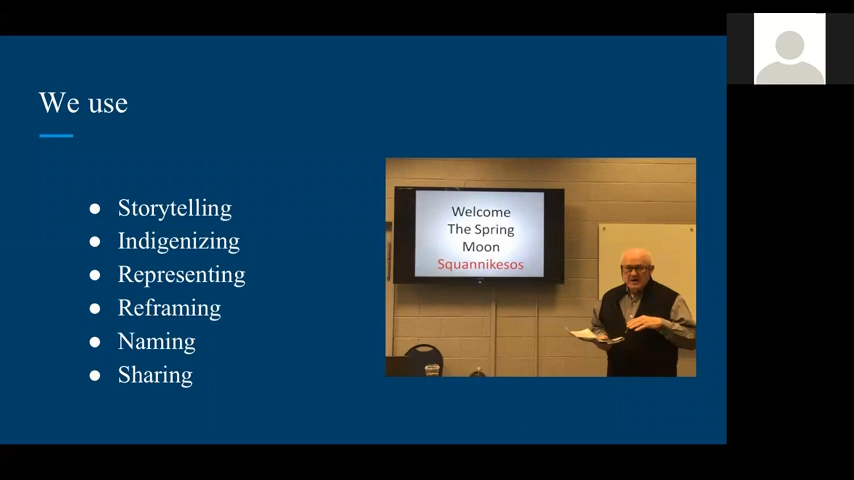 We use
Storytelling
Indigenizing
Representing
Reframing
Naming
Sharing
Welcome
The Spring
Moon
Squannikesos